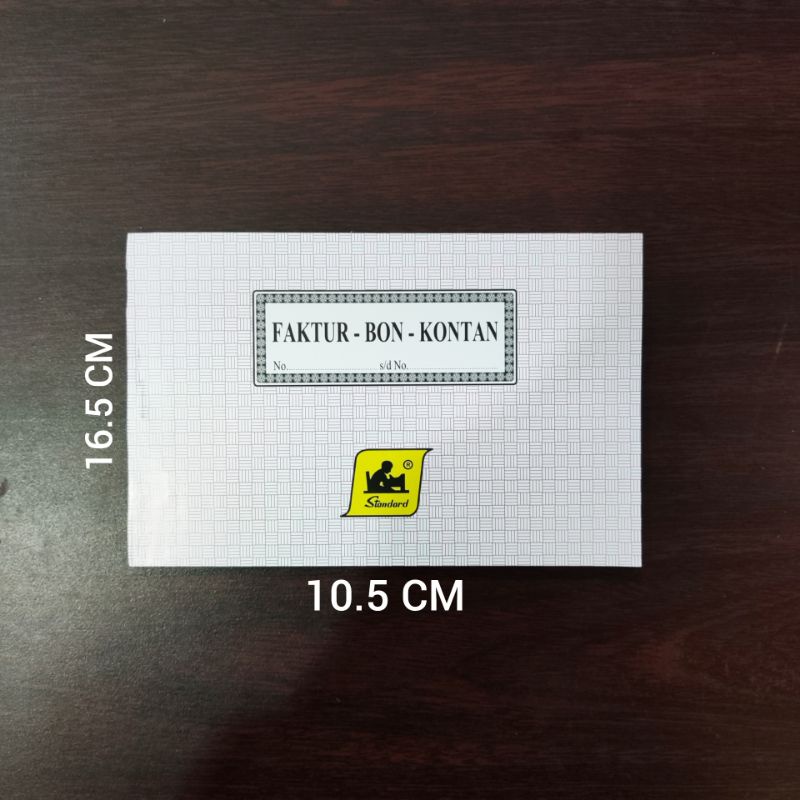 FAKTUR - BON - KONTAN
No. s/d No.
16.5 CM
®
Standard
10.5 CM